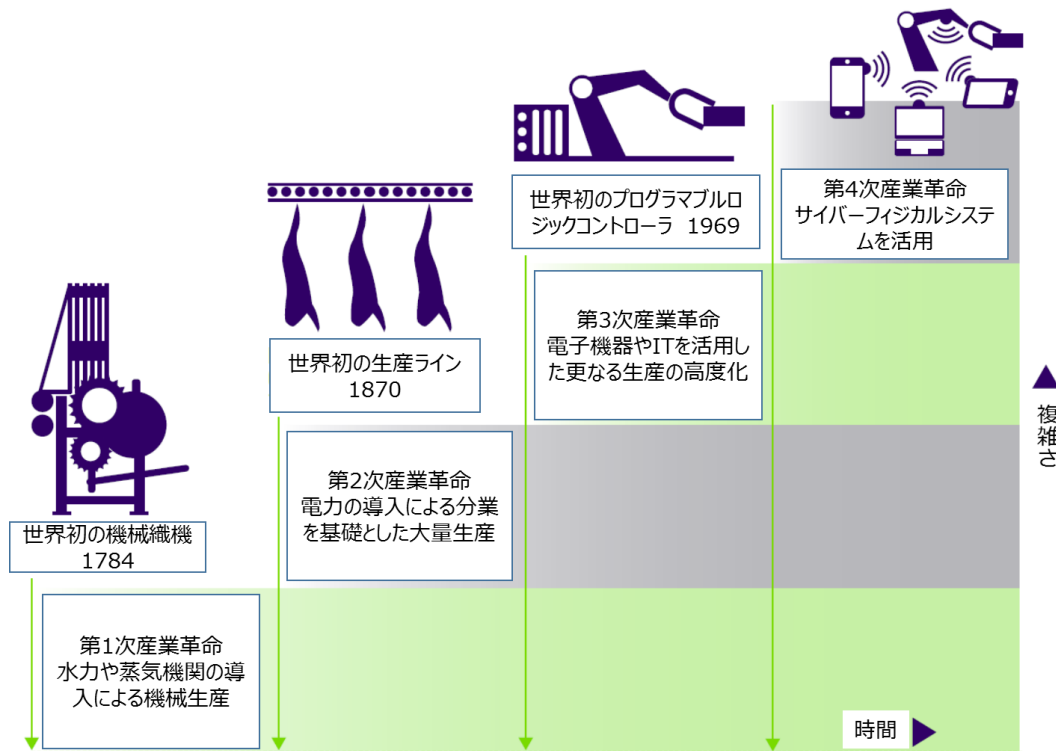 世界初の機械織機
1784
第1次産業革命
水力や蒸気機関の導
入による機械生産
世界初の生産ライン
1870
第2次産業革命
電力の導入による分業
を基礎とした大量生産
世界初のプログラマブルロ
ジックコントローラ 1969
第3次産業革命
電子機器やITを活用し
た更なる生産の高度化
第4次産業革命
サイバーフィジカルシステ
ムを活用
複雑さ
時間